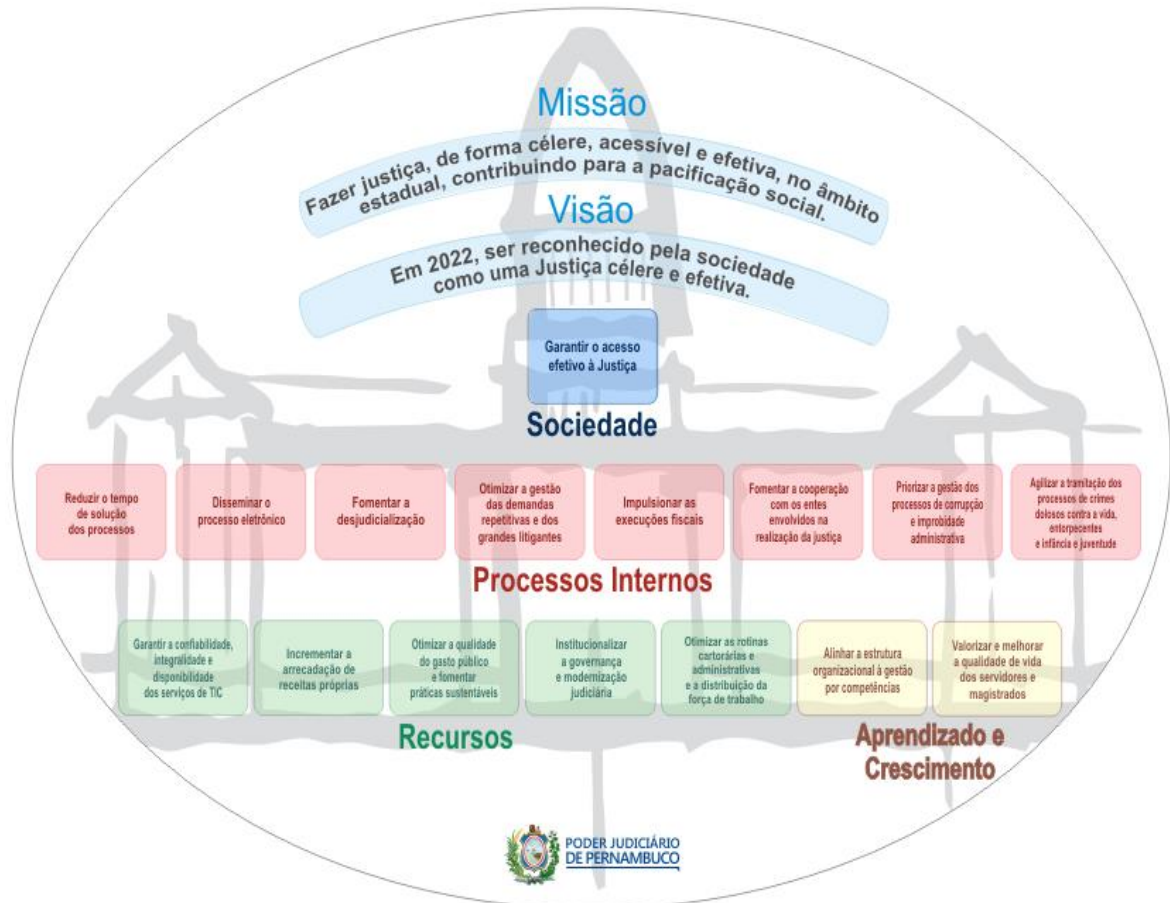 Missão
Fazer justiça, de forma célere, acessível e efetiva, no âmbito
estadual, contribuindo para a pacificação social.
Visão
Em 2022, ser reconhecido pela sociedade
como uma Justiça célere e efetiva.
Garantir o acesso
efetivo à Justiça
Sociedade
Reduzir o tempo
de solução
dos processos
Disseminar o
processo eletrônico
Fomentar a
desjudicialização
Otimizar a gestão
das demandas
repetitivas e dos
grandes litigantes
Impulsionar as
execuções fiscais
Fomentar a cooperação
com os entes
envolvidos na
realização da justiça
Priorizar a gestão dos
processos de corrupção
e improbidade
administrativa
Agilizar a tramitação dos
processos de crimes
dolosos contra a vida,
entorpecentes
e infância e juventude
Processos Internos
Garantir a confiabilidade,
integralidade e
disponibilidade
dos serviços de TIC
Incrementar a
arrecadação de
receitas próprias
Otimizar a qualidade
do gasto público
e fomentar
práticas sustentáveis
Institucionalizar
a governança
e modernização
judiciária
Otimizar as rotinas
cartorárias e
administrativas
e a distribuição da
força de trabalho
Alinhar a estrutura
organizacional à gestão
por competências
Valorizar e melhorar
a qualidade de vida
dos servidores e
magistrados
Recursos
Aprendizado e
Crescimento
PODER JUDICIÁRIO
DE PERNAMBUCO